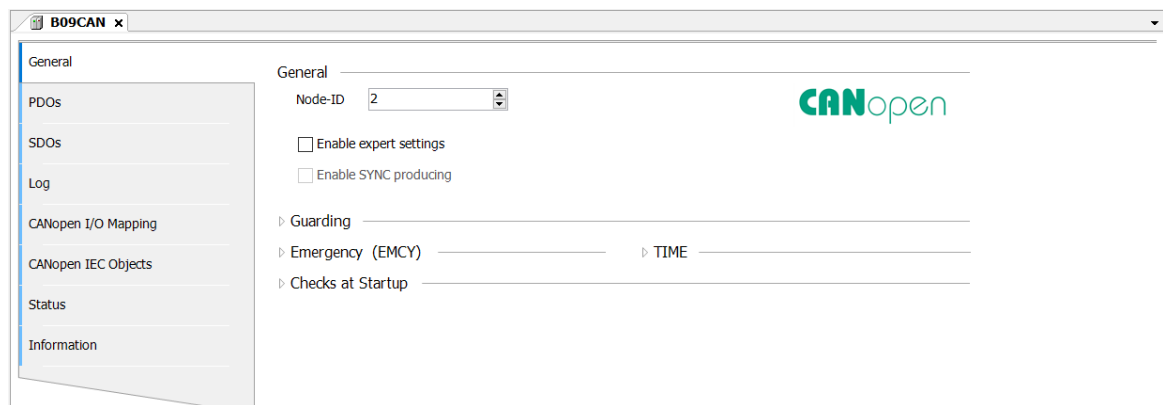 B09CAN
General
PDOs
SDOs
Log
CANopen I/O Mapping
CANopen IEC Objects
Status
Information
General
Node-ID 2
CANopen
Enable expert settings
Enable SYNC producing
Guarding
Emergency (EMCY) TIME
Checks at Startup